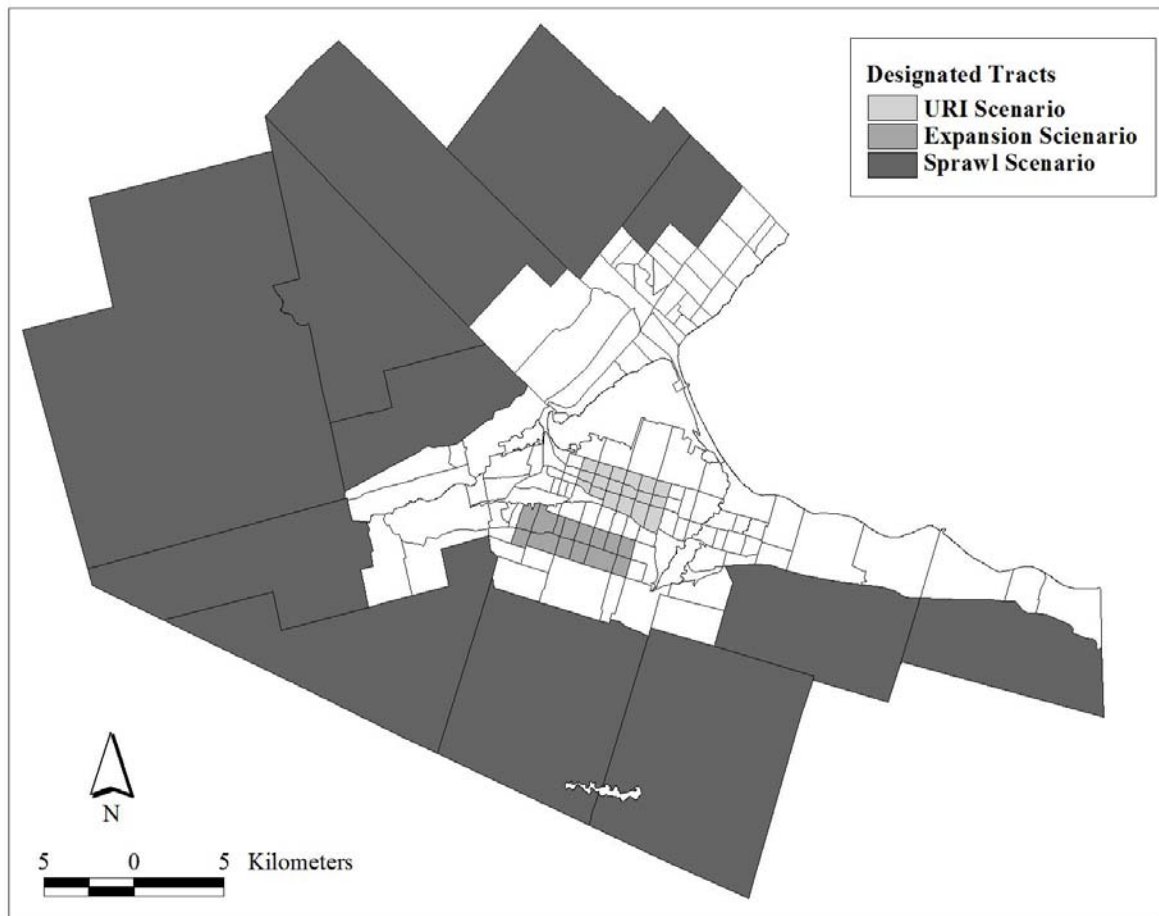 Designated Tracts
URI Scenario
Expansion Scienario
Sprawl Scenario
N
5 0 5 Kilometers